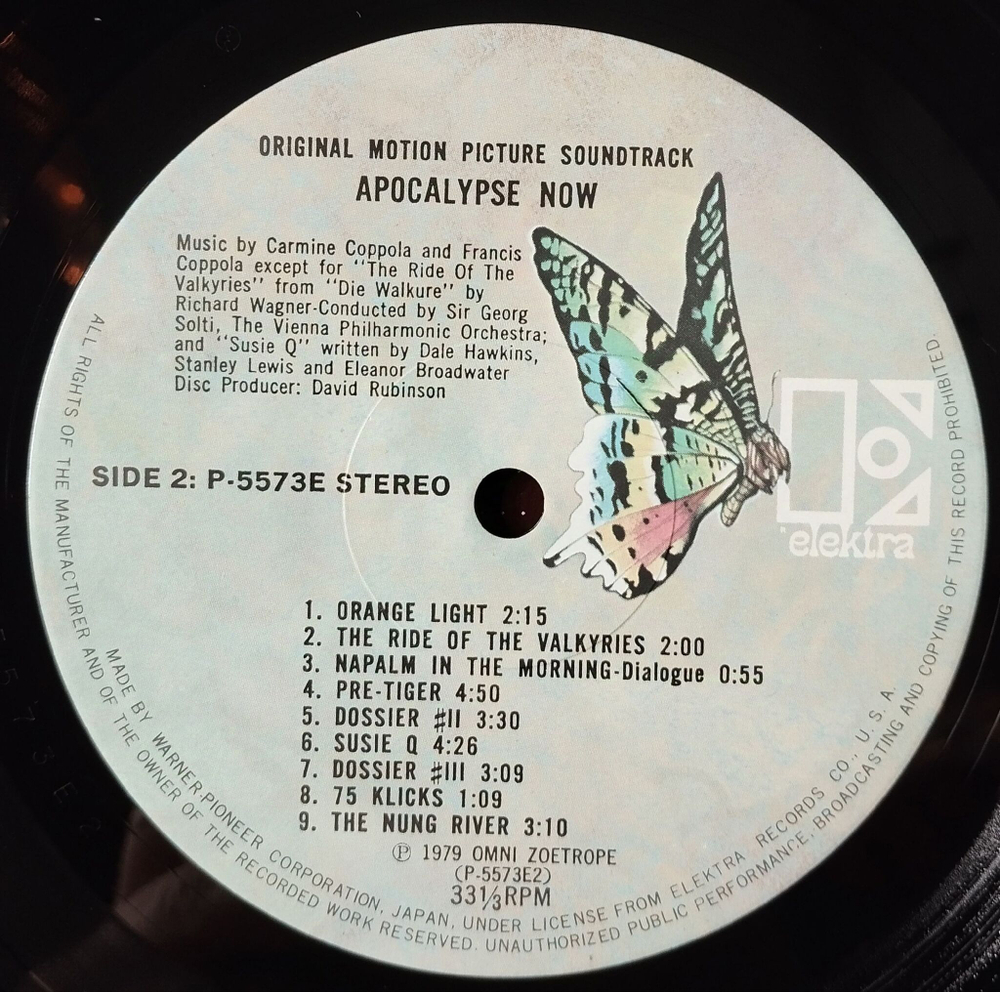 ORIGINAL MOTION PICTURE SOUNDTRACK
APOCALYPSE NOW
Music by Carmine Coppola and Francis
Coppola except for "The Ride Of The
Valkyries" from "Die Walkure" by
Richard Wagner-Conducted by Sir Georg
Solti, The Vienna Philharmonic Orchestra;
and "Susie Q" written by Dale Hawkins,
Stanley Lewis and Eleanor Broadwater
Disc Producer: David Rubinson
SIDE 2: P-5573E STEREO
elektra
1. ORANGE LIGHT 2:15
2. THE RIDE OF THE VALKYRIES 2:00
3. NAPALM IN THE MORNING-Dialogue 0:55
4. PRE-TIGER 4:50
5. DOSSIER #II 3:30
6. SUSIE Q 4:26
7. DOSSIER #III 3:09
8. 75 KLICKS 1:09
9. THE NUNG RIVER 3:10
℗ 1979 OMNI ZOETROPE
(P-5573E2)
33⅓RPM
MADE BY WARNER-PIONEER CORPORATION, JAPAN, UNDER LICENSE FROM ELEKTRA RECORDS CO., U. S. A.
ALL RIGHTS OF THE MANUFACTURER AND OF THE OWNER OF THE RECORDED WORK RESERVED. UNAUTHORIZED PUBLIC PERFORMANCE, BROADCASTING AND COPYING OF THIS RECORD PROHIBITED.